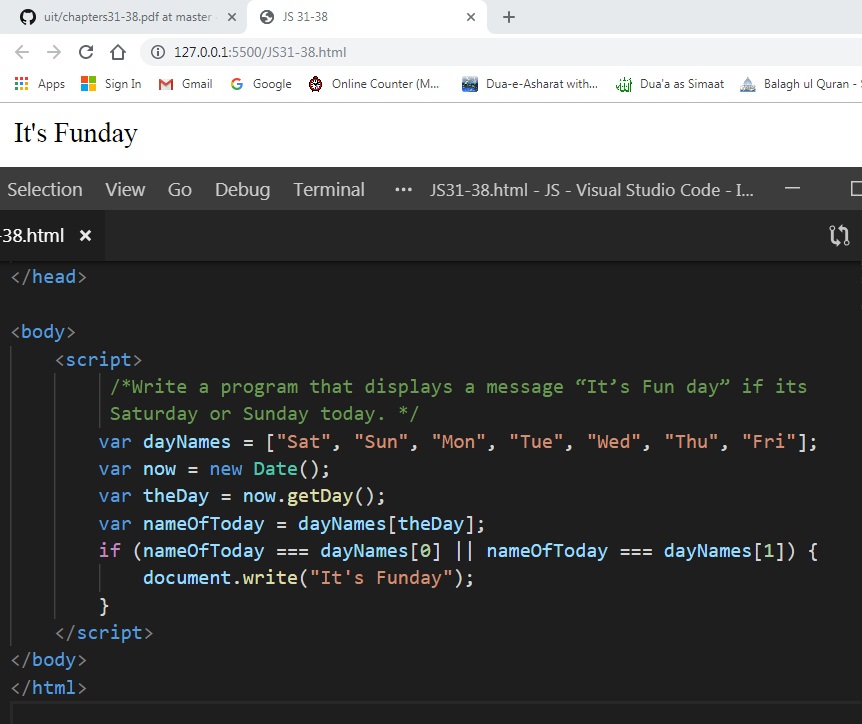 uit/chapters31-38.pdf at master
JS 31-38
127.0.0.1:5500/JS31-38.html
Apps Sign In Gmail Google Online Counter (M... Dua-e-Asharat with... Dua'a as Simaat Balagh ul Quran -
It's Funday
Selection View Go Debug Terminal ... JS31-38.html - JS - Visual Studio Code - I...
-38.html
</head>
<body>
<script>
/*Write a program that displays a message “It’s Fun day” if its
Saturday or Sunday today. */
var dayNames = ["Sat", "Sun", "Mon", "Tue", "Wed", "Thu", "Fri"];
var now = new Date();
var theDay = now.getDay();
var nameOfToday = dayNames[theDay];
if (nameOfToday === dayNames[0] || nameOfToday === dayNames[1]) {
document.write("It's Funday");
}
</script>
</body>
</html>